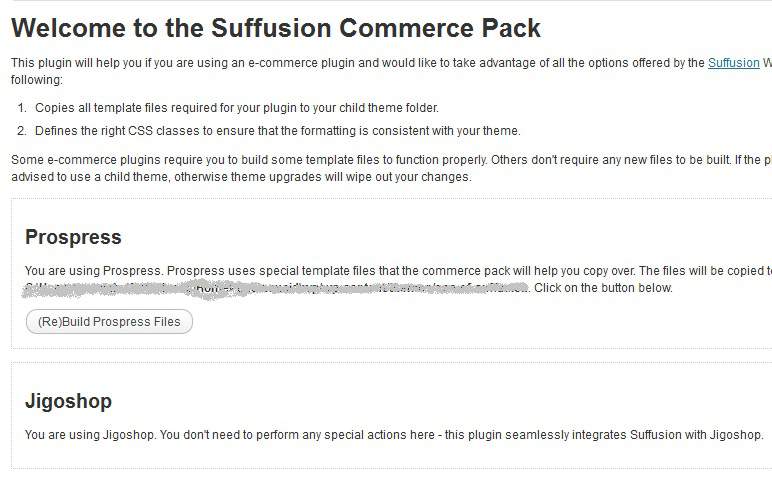 Welcome to the Suffusion Commerce Pack
This plugin will help you if you are using an e-commerce plugin and would like to take advantage of all the options offered by the Suffusion W
following:
1. Copies all template files required for your plugin to your child theme folder.
2. Defines the right CSS classes to ensure that the formatting is consistent with your theme.
Some e-commerce plugins require you to build some template files to function properly. Others don't require any new files to be built. If the pl
advised to use a child theme, otherwise theme upgrades will wipe out your changes.
Prospress
You are using Prospress. Prospress uses special template files that the commerce pack will help you copy over. The files will be copied to
. Click on the button below.
(Re)Build Prospress Files
Jigoshop
You are using Jigoshop. You don't need to perform any special actions here - this plugin seamlessly integrates Suffusion with Jigoshop.